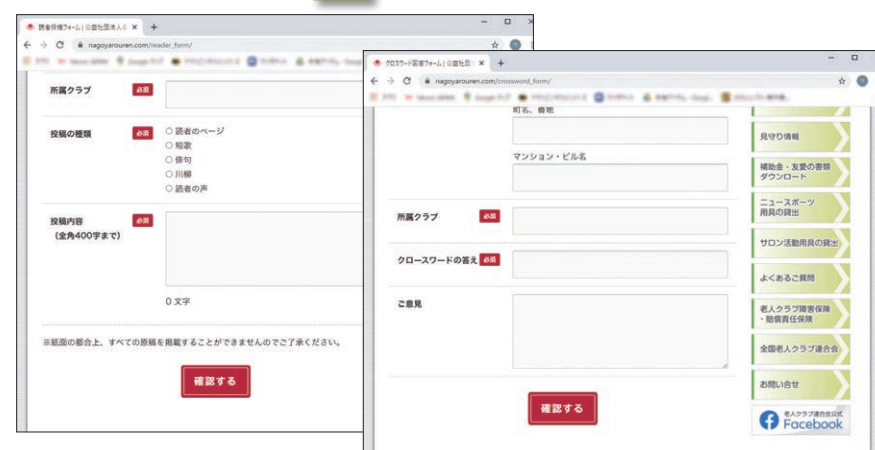 読者投稿フォーム | 公益社団法人名
nagoyarouren.com/reader_form/
所属クラブ 必須
投稿の種類 必須
読者のページ
短歌
俳句
川柳
読者の声
投稿内容 必須
(全角400字まで)
0 文字
※紙面の都合上、すべての原稿を掲載することができませんのでご了承ください。
確認する
クロスワード回答フォーム | 公益社団
nagoyarouren.com/crossword_form/
町名、番地
マンション・ビル名
所属クラブ 必須
クロースワードの答え 必須
ご意見
確認する
見守り情報
補助金・友愛の書類
ダウンロード
ニュースポーツ
用具の貸出
サロン活動用具の貸出
よくあるご質問
老人クラブ傷害保険
・賠償責任保険
全国老人クラブ連合会
お問い合せ
老人クラブ連合会公式
Facebook